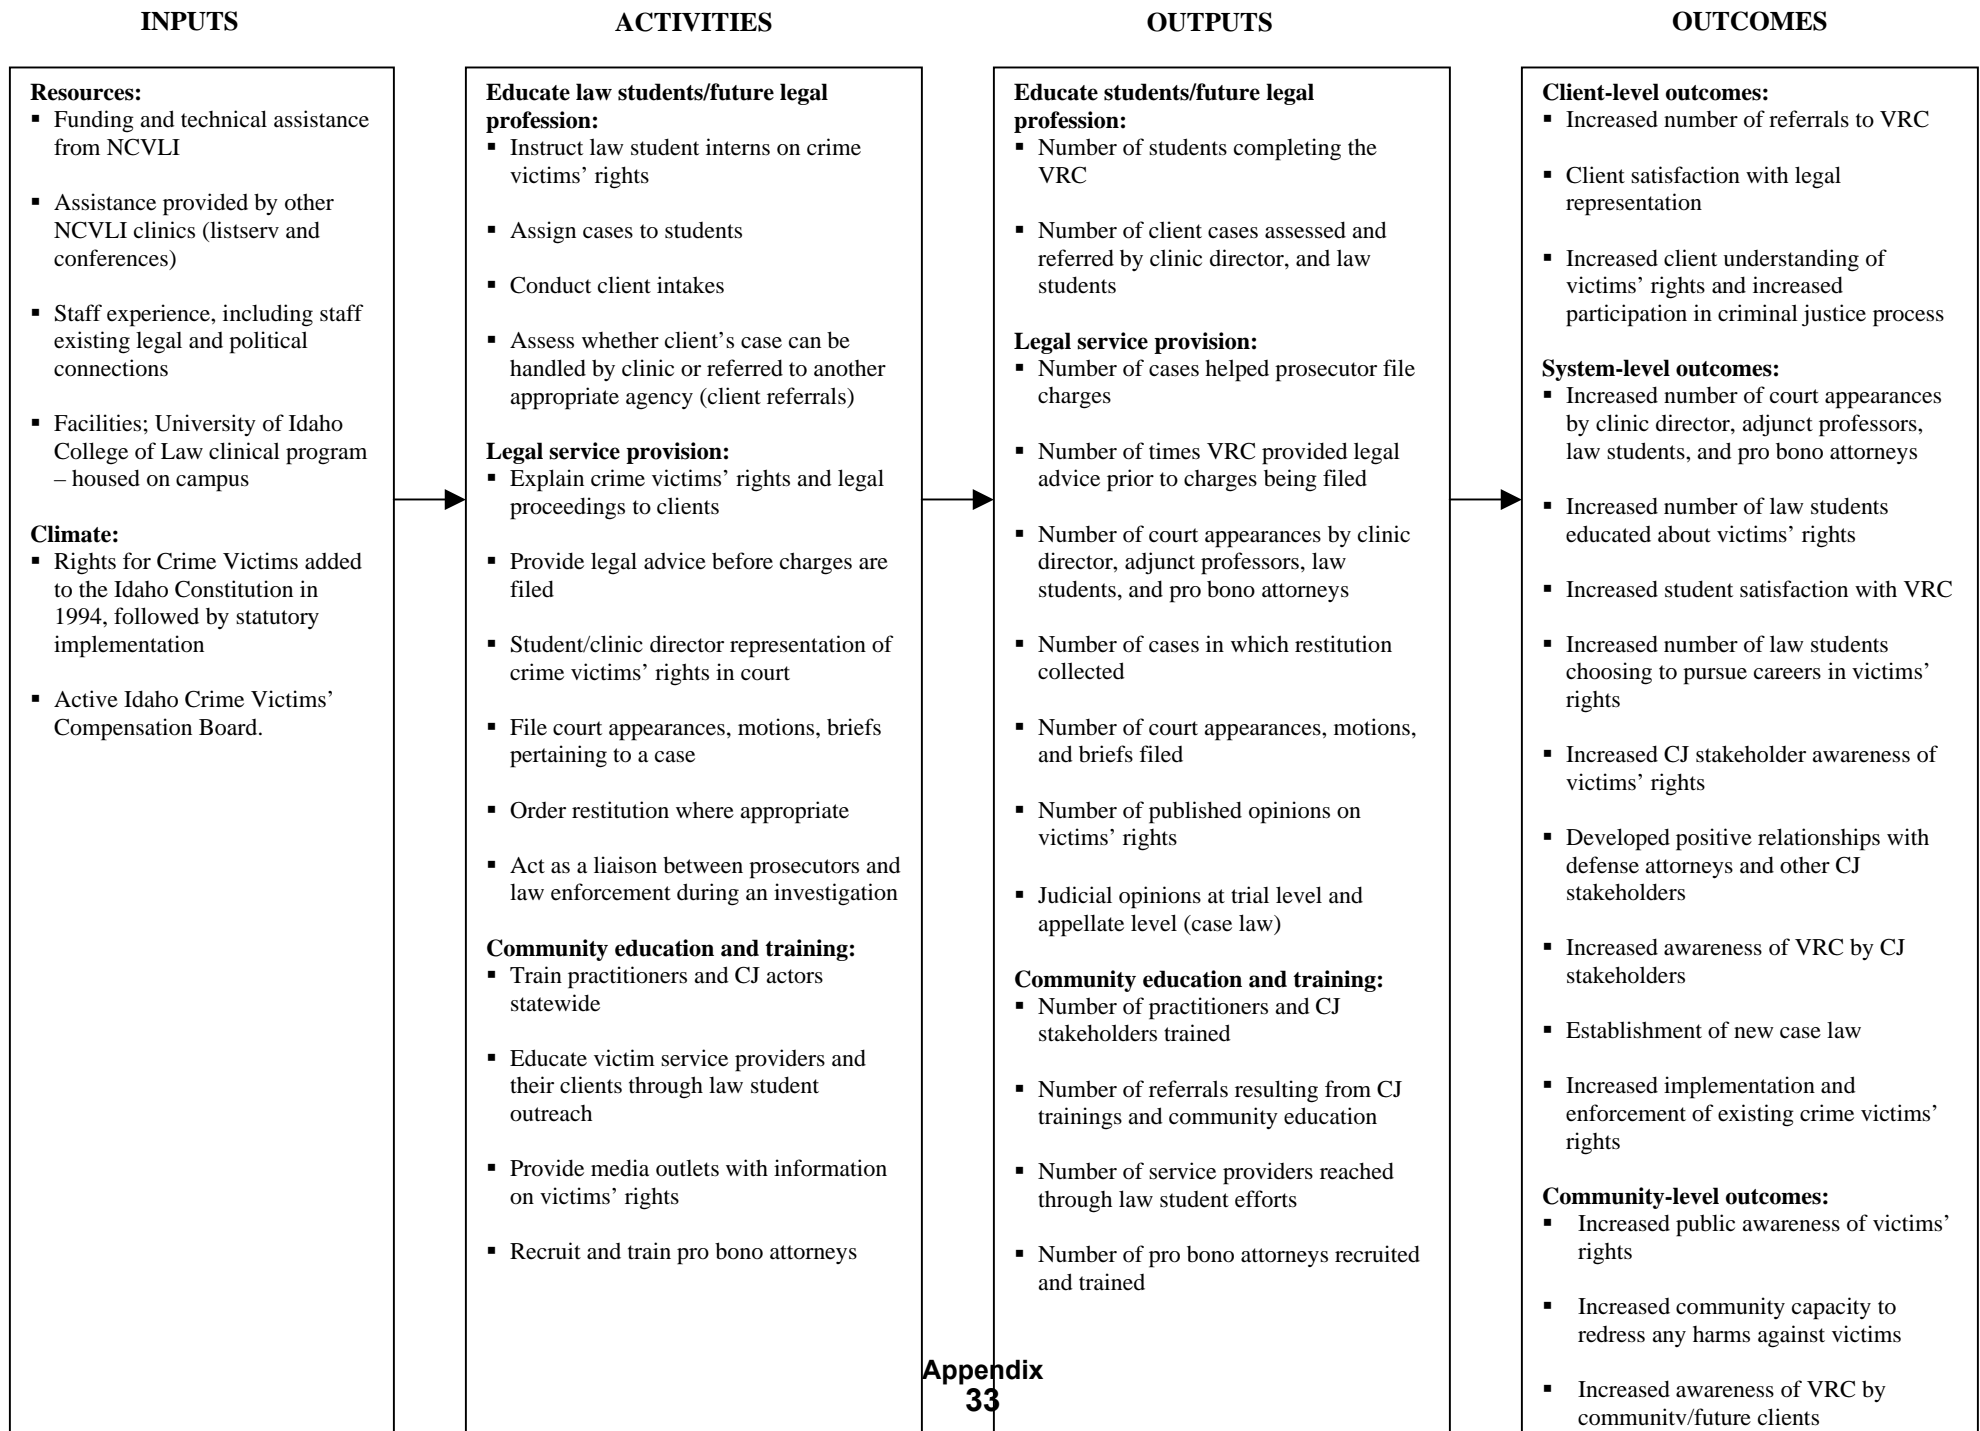 INPUTS
Resources:
▪ Funding and technical assistance
from NCVLI
▪ Assistance provided by other
NCVLI clinics (listserv and
conferences)
▪ Staff experience, including staff
existing legal and political
connections
▪ Facilities; University of Idaho
College of Law clinical program
– housed on campus
Climate:
▪ Rights for Crime Victims added
to the Idaho Constitution in
1994, followed by statutory
implementation
▪ Active Idaho Crime Victims’
Compensation Board.
ACTIVITIES
Educate law students/future legal
profession:
▪ Instruct law student interns on crime
victims’ rights
▪ Assign cases to students
▪ Conduct client intakes
▪ Assess whether client’s case can be
handled by clinic or referred to another
appropriate agency (client referrals)
Legal service provision:
▪ Explain crime victims’ rights and legal
proceedings to clients
▪ Provide legal advice before charges are
filed
▪ Student/clinic director representation of
crime victims’ rights in court
▪ File court appearances, motions, briefs
pertaining to a case
▪ Order restitution where appropriate
▪ Act as a liaison between prosecutors and
law enforcement during an investigation
Community education and training:
▪ Train practitioners and CJ actors
statewide
▪ Educate victim service providers and
their clients through law student
outreach
▪ Provide media outlets with information
on victims’ rights
▪ Recruit and train pro bono attorneys
OUTPUTS
Educate students/future legal
profession:
▪ Number of students completing the
VRC
▪ Number of client cases assessed and
referred by clinic director, and law
students
Legal service provision:
▪ Number of cases helped prosecutor file
charges
▪ Number of times VRC provided legal
advice prior to charges being filed
▪ Number of court appearances by clinic
director, adjunct professors, law
students, and pro bono attorneys
▪ Number of cases in which restitution
collected
▪ Number of court appearances, motions,
and briefs filed
▪ Number of published opinions on
victims’ rights
▪ Judicial opinions at trial level and
appellate level (case law)
Community education and training:
▪ Number of practitioners and CJ
stakeholders trained
▪ Number of referrals resulting from CJ
trainings and community education
▪ Number of service providers reached
through law student efforts
▪ Number of pro bono attorneys recruited
and trained
OUTCOMES
Client-level outcomes:
▪ Increased number of referrals to VRC
▪ Client satisfaction with legal
representation
▪ Increased client understanding of
victims’ rights and increased
participation in criminal justice process
System-level outcomes:
▪ Increased number of court appearances
by clinic director, adjunct professors,
law students, and pro bono attorneys
▪ Increased number of law students
educated about victims’ rights
▪ Increased student satisfaction with VRC
▪ Increased number of law students
choosing to pursue careers in victims’
rights
▪ Increased CJ stakeholder awareness of
victims’ rights
▪ Developed positive relationships with
defense attorneys and other CJ
stakeholders
▪ Increased awareness of VRC by CJ
stakeholders
▪ Establishment of new case law
▪ Increased implementation and
enforcement of existing crime victims’
rights
Community-level outcomes:
▪ Increased public awareness of victims’
rights
▪ Increased community capacity to
redress any harms against victims
▪ Increased awareness of VRC by
community/future clients
Appendix
33